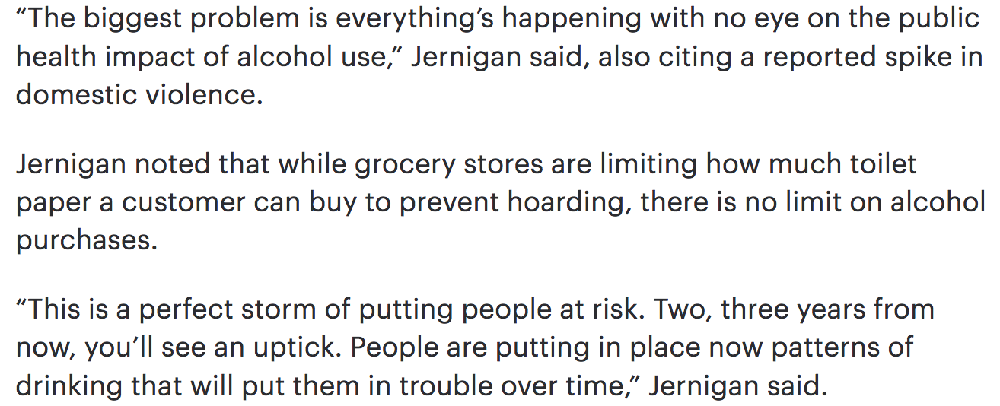 “The biggest problem is everything’s happening with no eye on the public
health impact of alcohol use,” Jernigan said, also citing a reported spike in
domestic violence.
Jernigan noted that while grocery stores are limiting how much toilet
paper a customer can buy to prevent hoarding, there is no limit on alcohol
purchases.
“This is a perfect storm of putting people at risk. Two, three years from
now, you’ll see an uptick. People are putting in place now patterns of
drinking that will put them in trouble over time,” Jernigan said.